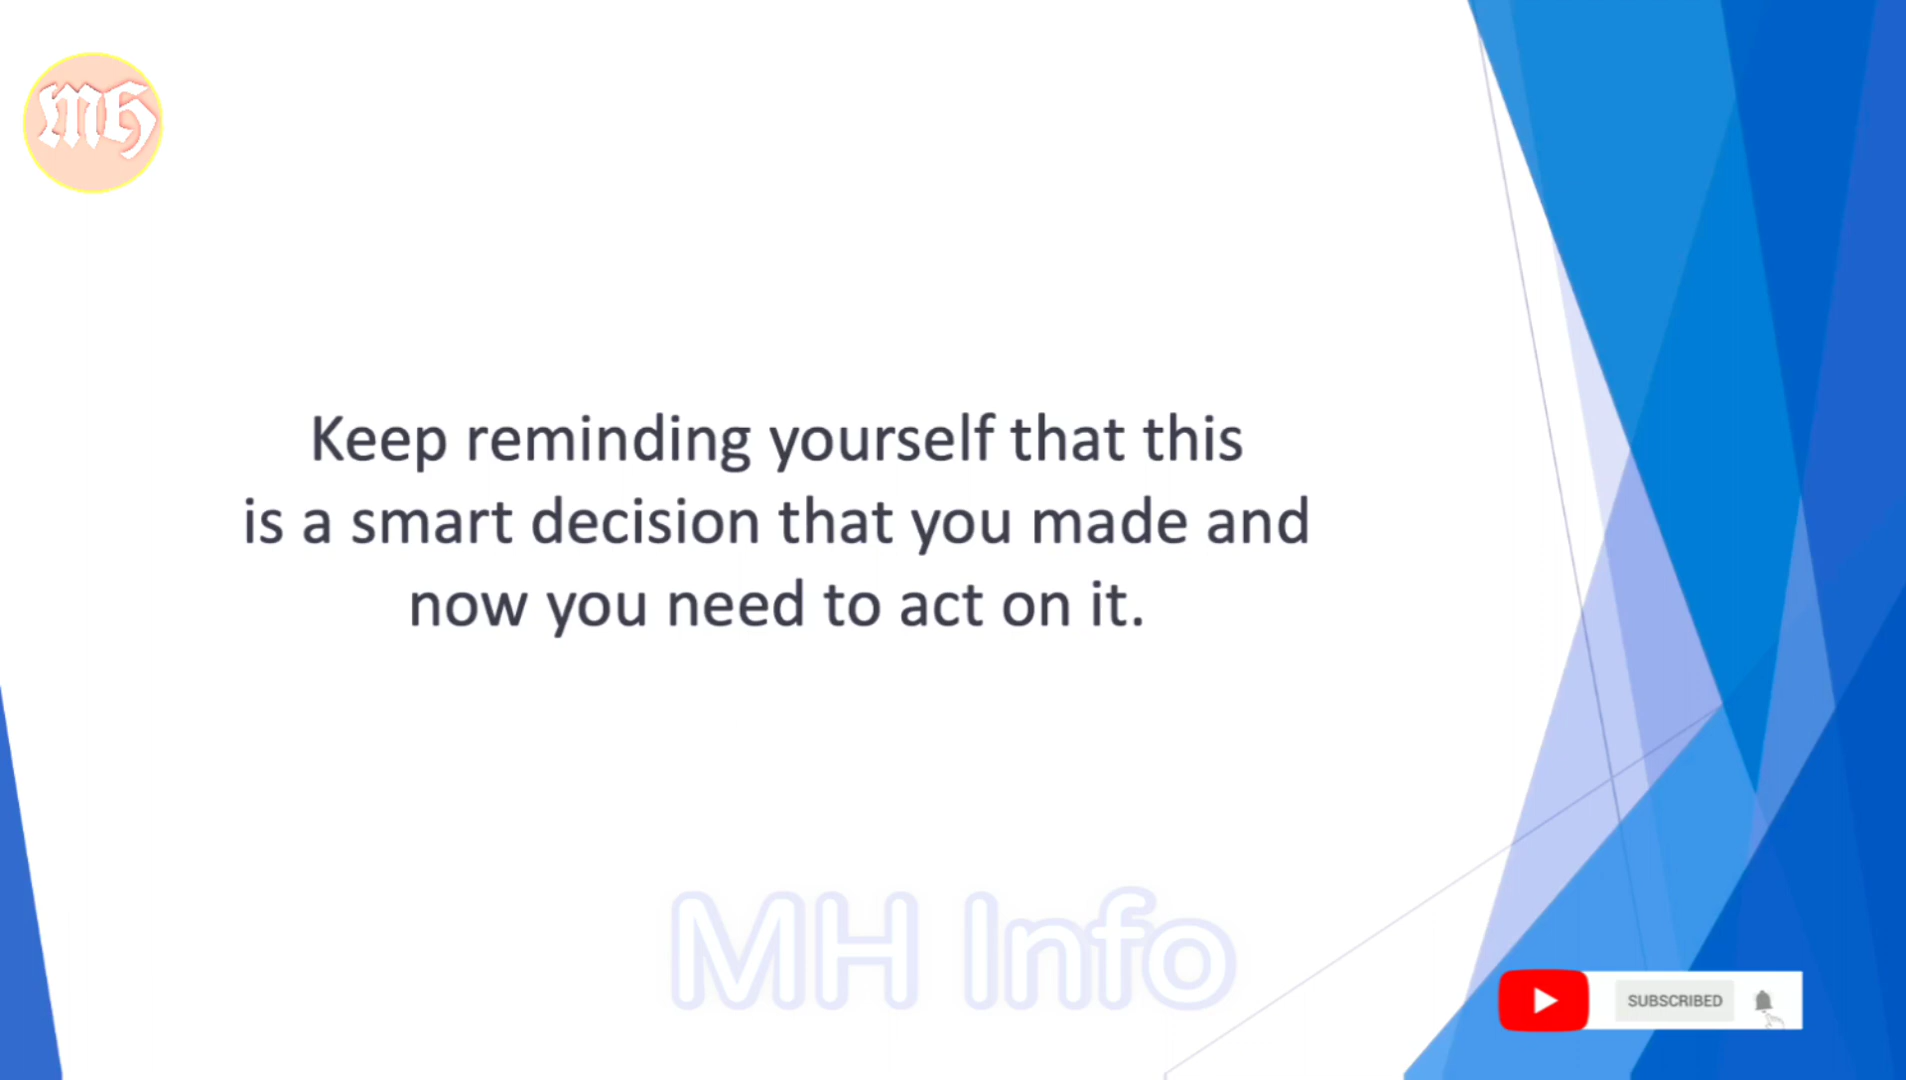 MH
Keep reminding yourself that this
is a smart decision that you made and
now you need to act on it.
MH Info
SUBSCRIBED